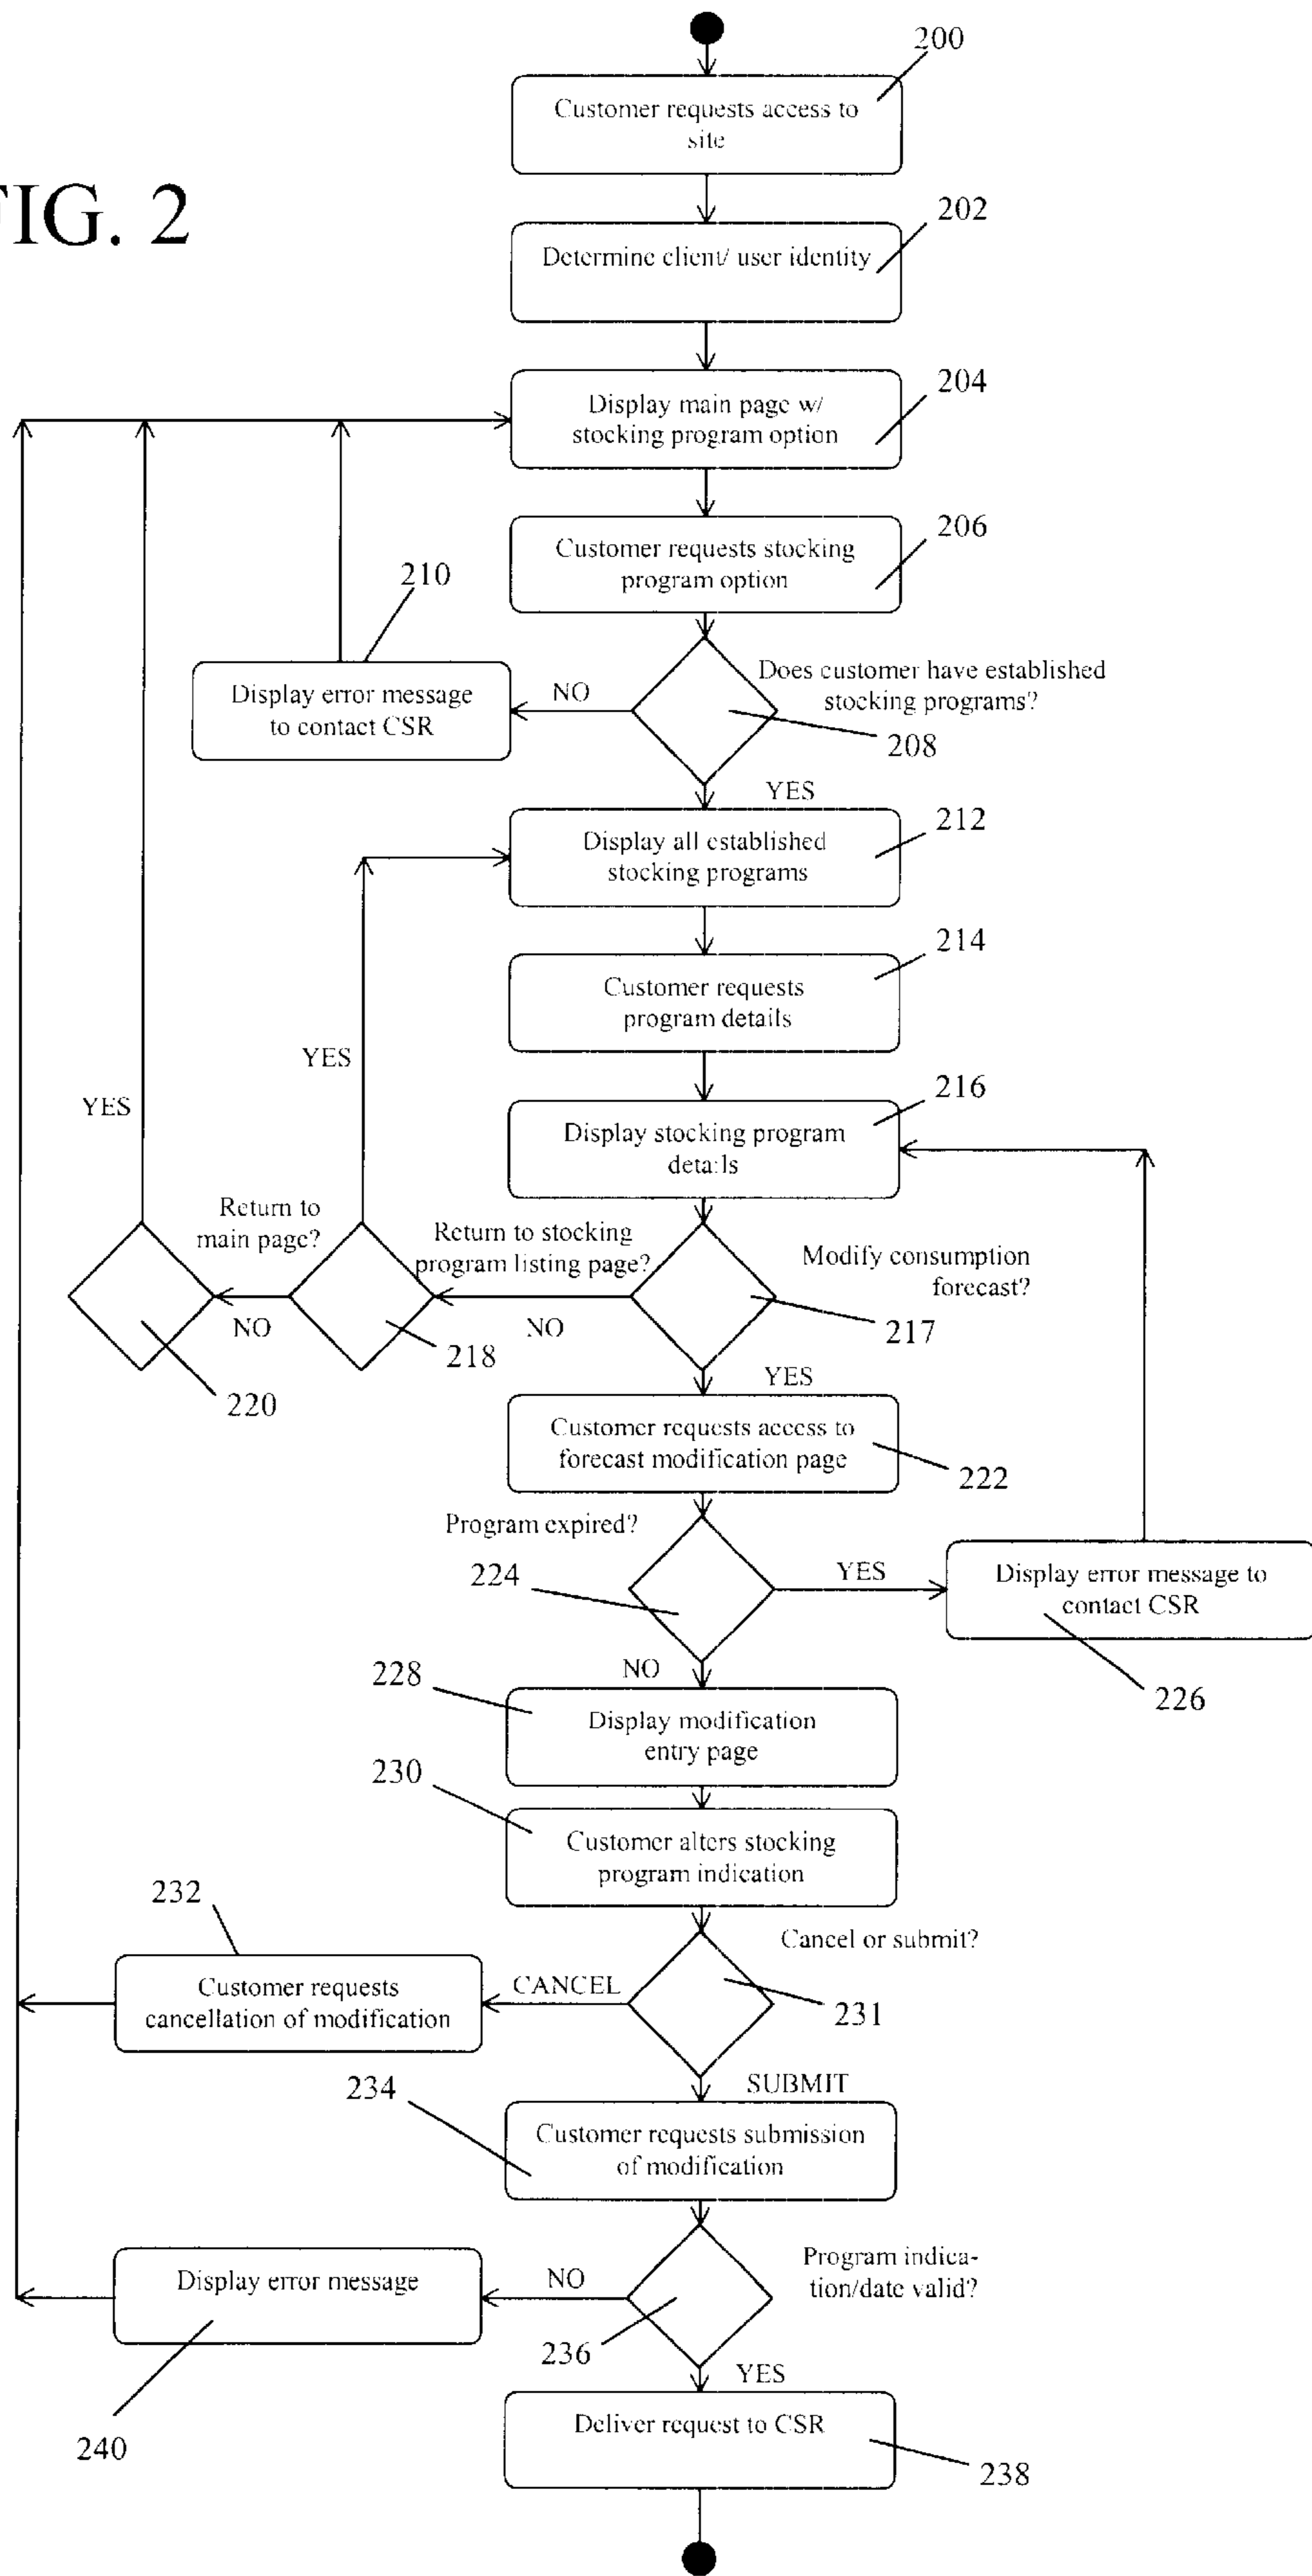 FIG. 2
200
Customer requests access to
site
202
Determine client/ user identity
204
Display main page w/
stocking program option
206
Customer requests stocking
program option
210
Display error message
to contact CSR
NO
Does customer have established
stocking programs?
208
YES
212
Display all established
stocking programs
214
Customer requests
program details
YES
YES
216
Display stocking program
details
Return to
main page?
Return to stocking
program listing page?
Modify consumption
forecast?
NO
NO
217
218
220
YES
Customer requests access to
forecast modification page
222
Program expired?
224
YES
Display error message to
contact CSR
226
NO
228
Display modification
entry page
230
Customer alters stocking
program indication
232
Cancel or submit?
Customer requests
cancellation of modification
CANCEL
231
SUBMIT
234
Customer requests submission
of modification
Program indica-
tion/date valid?
Display error message
NO
236
YES
240
Deliver request to CSR
238